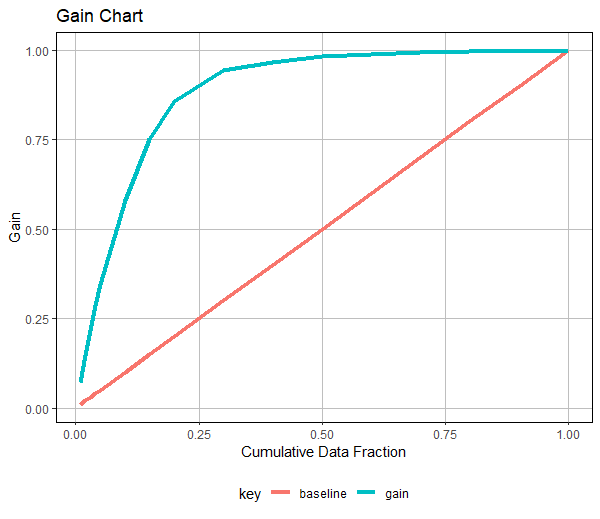 Gain Chart
1.00
0.75
0.50
0.25
0.00
Gain
0.00 0.25 0.50 0.75 1.00
Cumulative Data Fraction
key baseline gain